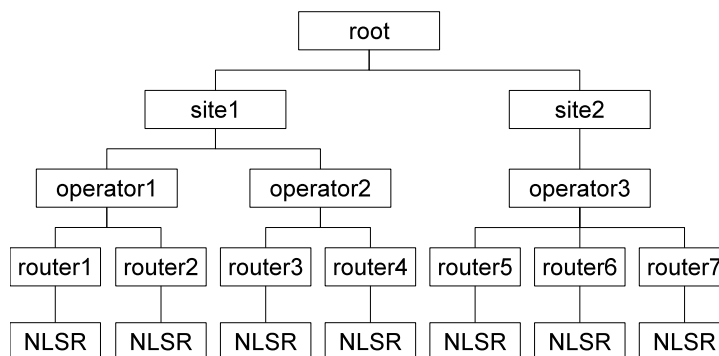 root
site1 site2
operator1 operator2 operator3
router1 router2 router3 router4 router5 router6 router7
NLSR NLSR NLSR NLSR NLSR NLSR NLSR